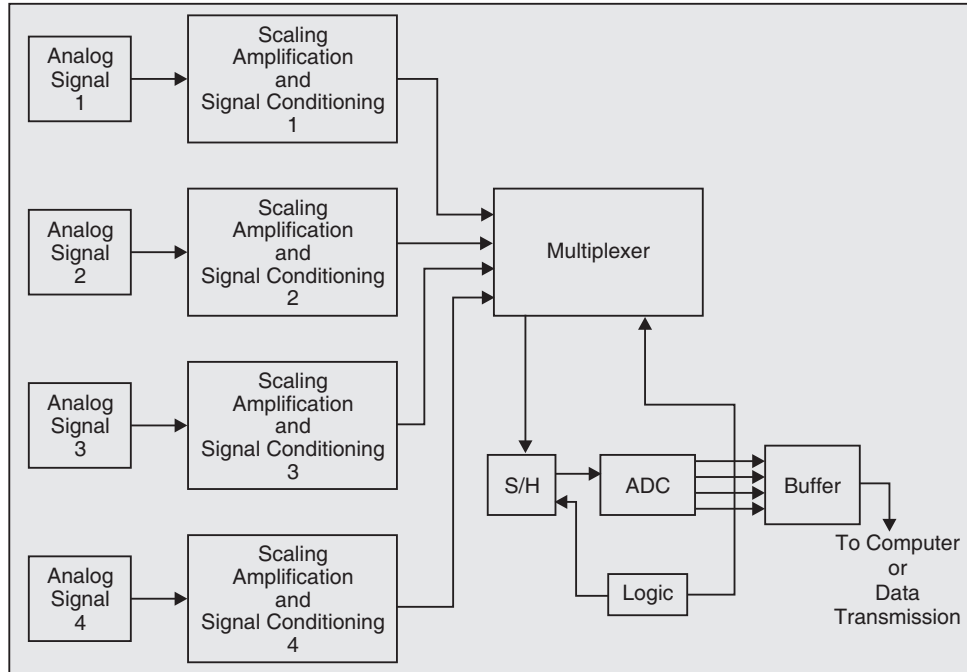 Analog
Signal
1
Scaling
Amplification
and
Signal Conditioning
1
Analog
Signal
2
Scaling
Amplification
and
Signal Conditioning
2
Multiplexer
Analog
Signal
3
Scaling
Amplification
and
Signal Conditioning
3
S/H
ADC
Buffer
To Computer
or
Data
Transmission
Logic
Analog
Signal
4
Scaling
Amplification
and
Signal Conditioning
4